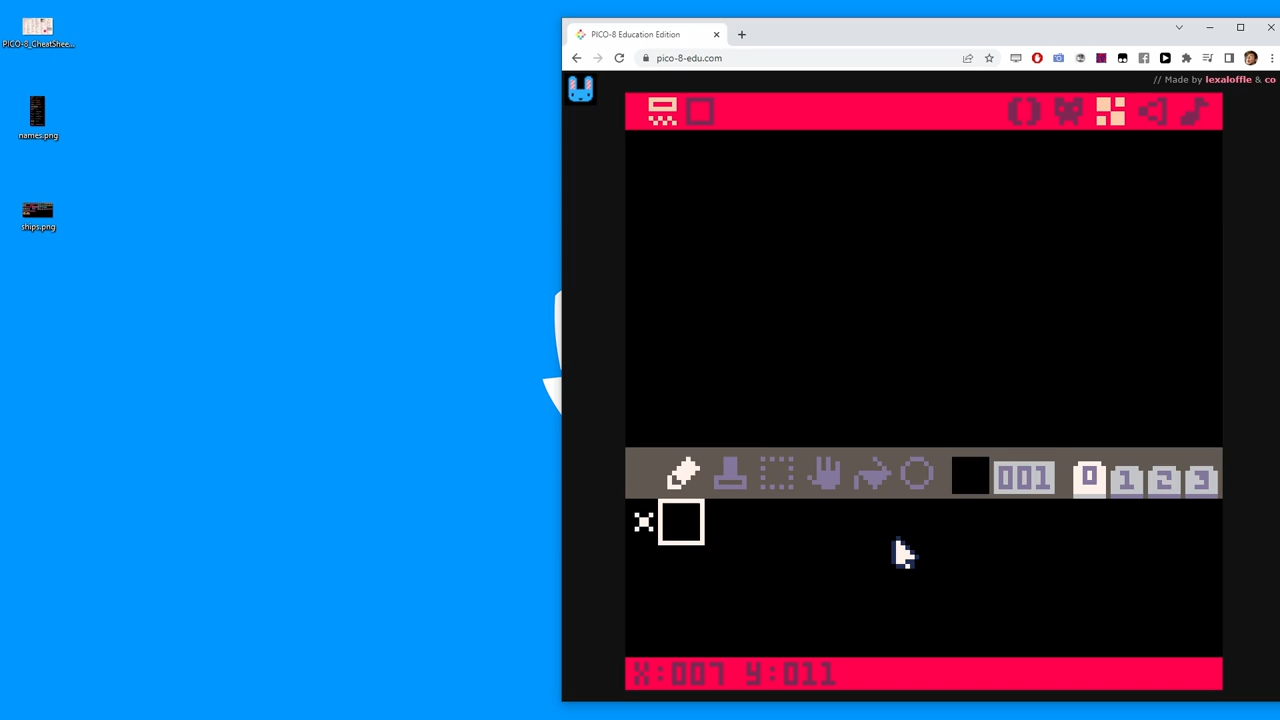 PICO-8_CheatShee...
names.png
ships.png
PICO-8 Education Edition
pico-8-edu.com
// Made by lexaloffle & co
001
0 1 2 3
X:007 Y:011